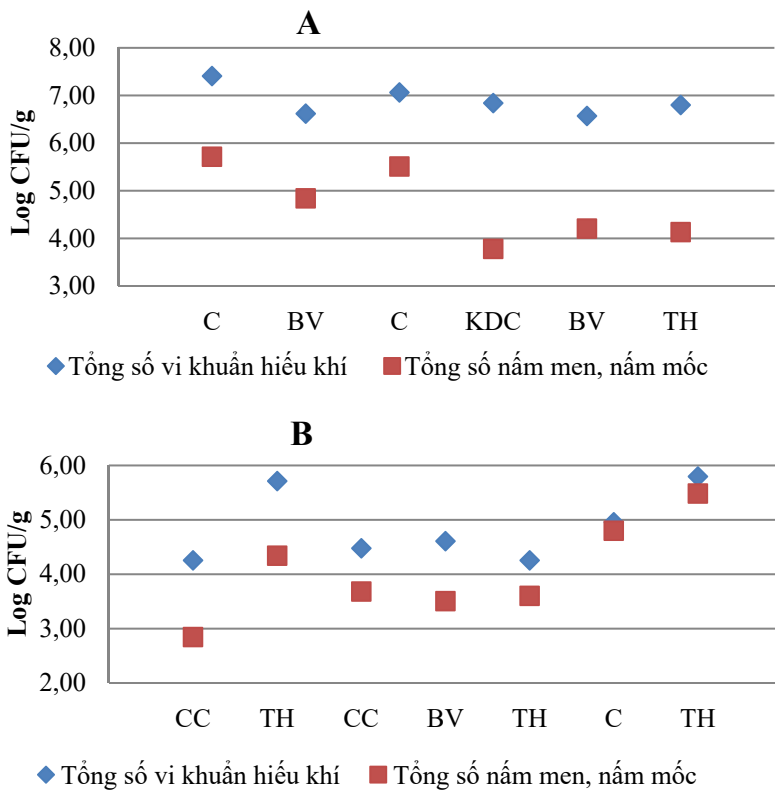 A
Log CFU/g
8,00
7,00
6,00
5,00
4,00
3,00
C BV C KDC BV TH
Tổng số vi khuẩn hiếu khí Tổng số nấm men, nấm mốc
B
Log CFU/g
6,00
5,00
4,00
3,00
2,00
CC TH CC BV TH C TH
Tổng số vi khuẩn hiếu khí Tổng số nấm men, nấm mốc